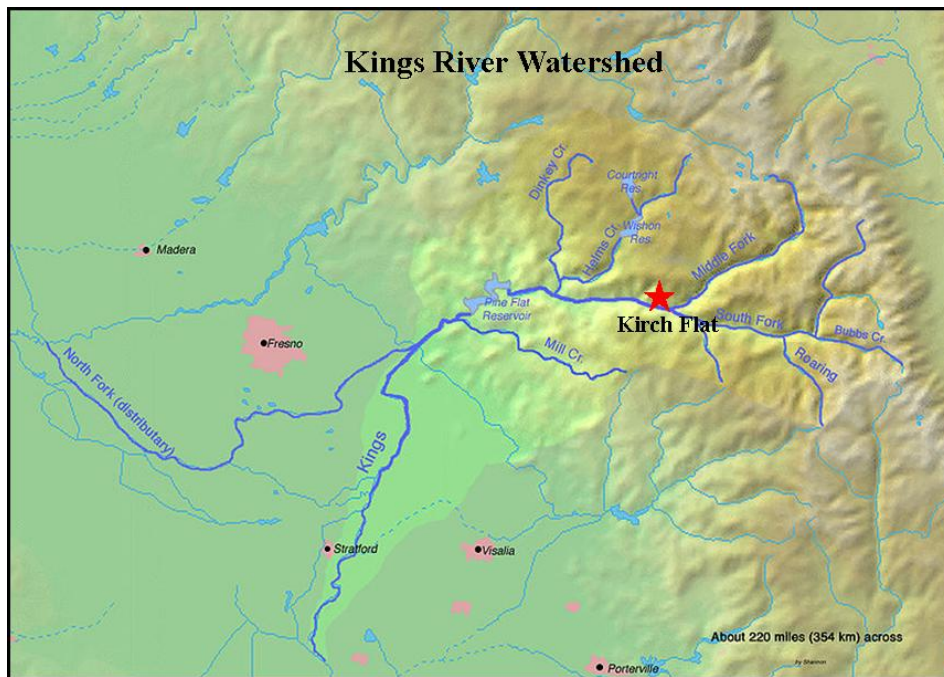 Kings River Watershed
Dinkey Cr.
Courtright
Res.
Wishon
Res.
Helms Cr.
Middle Fork
Madera
Pine Flat
Reservoir
Kirch Flat
South Fork
Bubbs Cr.
Roaring
Fresno
Mill Cr.
North Fork (distributary)
Kings
Stratford
Visalia
About 220 miles (354 km) across
by Shannon
Porterville